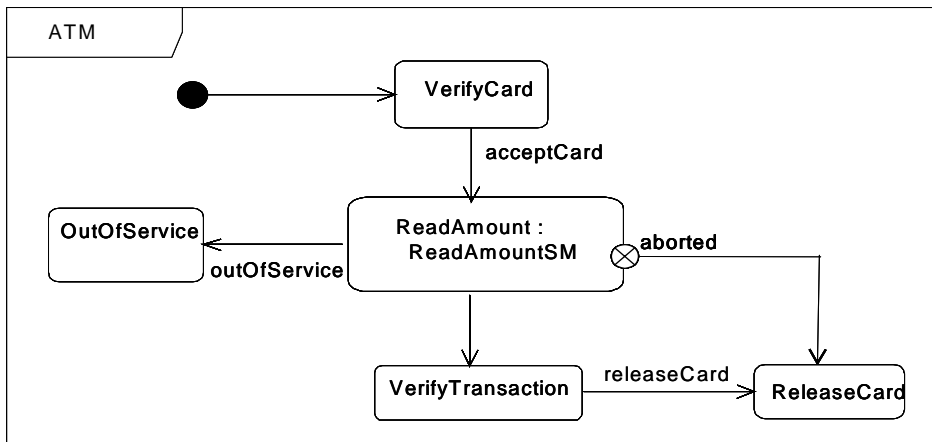 ATM
VerifyCard
acceptCard
ReadAmount :
ReadAmountSM
aborted
OutOfService
outOfService
VerifyTransaction
releaseCard
ReleaseCard